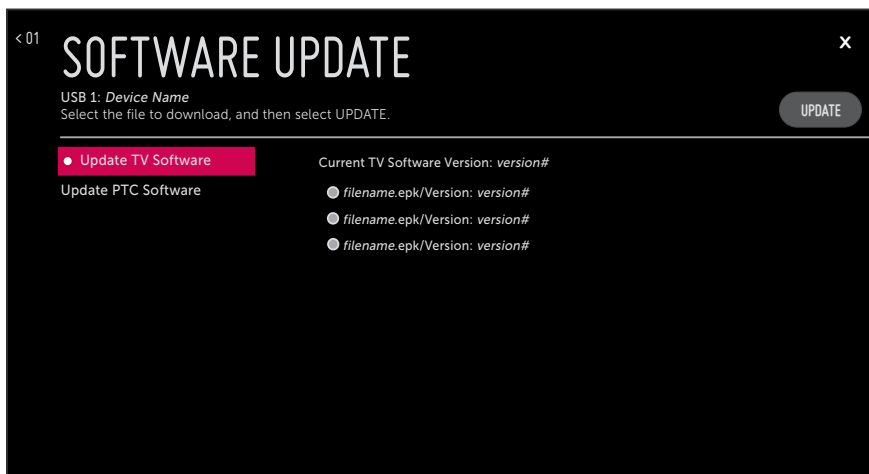 < 01
SOFTWARE UPDATE
X
USB 1: Device Name
Select the file to download, and then select UPDATE.
UPDATE
Update TV Software
Update PTC Software
Current TV Software Version: version#
filename.epk/Version: version#
filename.epk/Version: version#
filename.epk/Version: version#